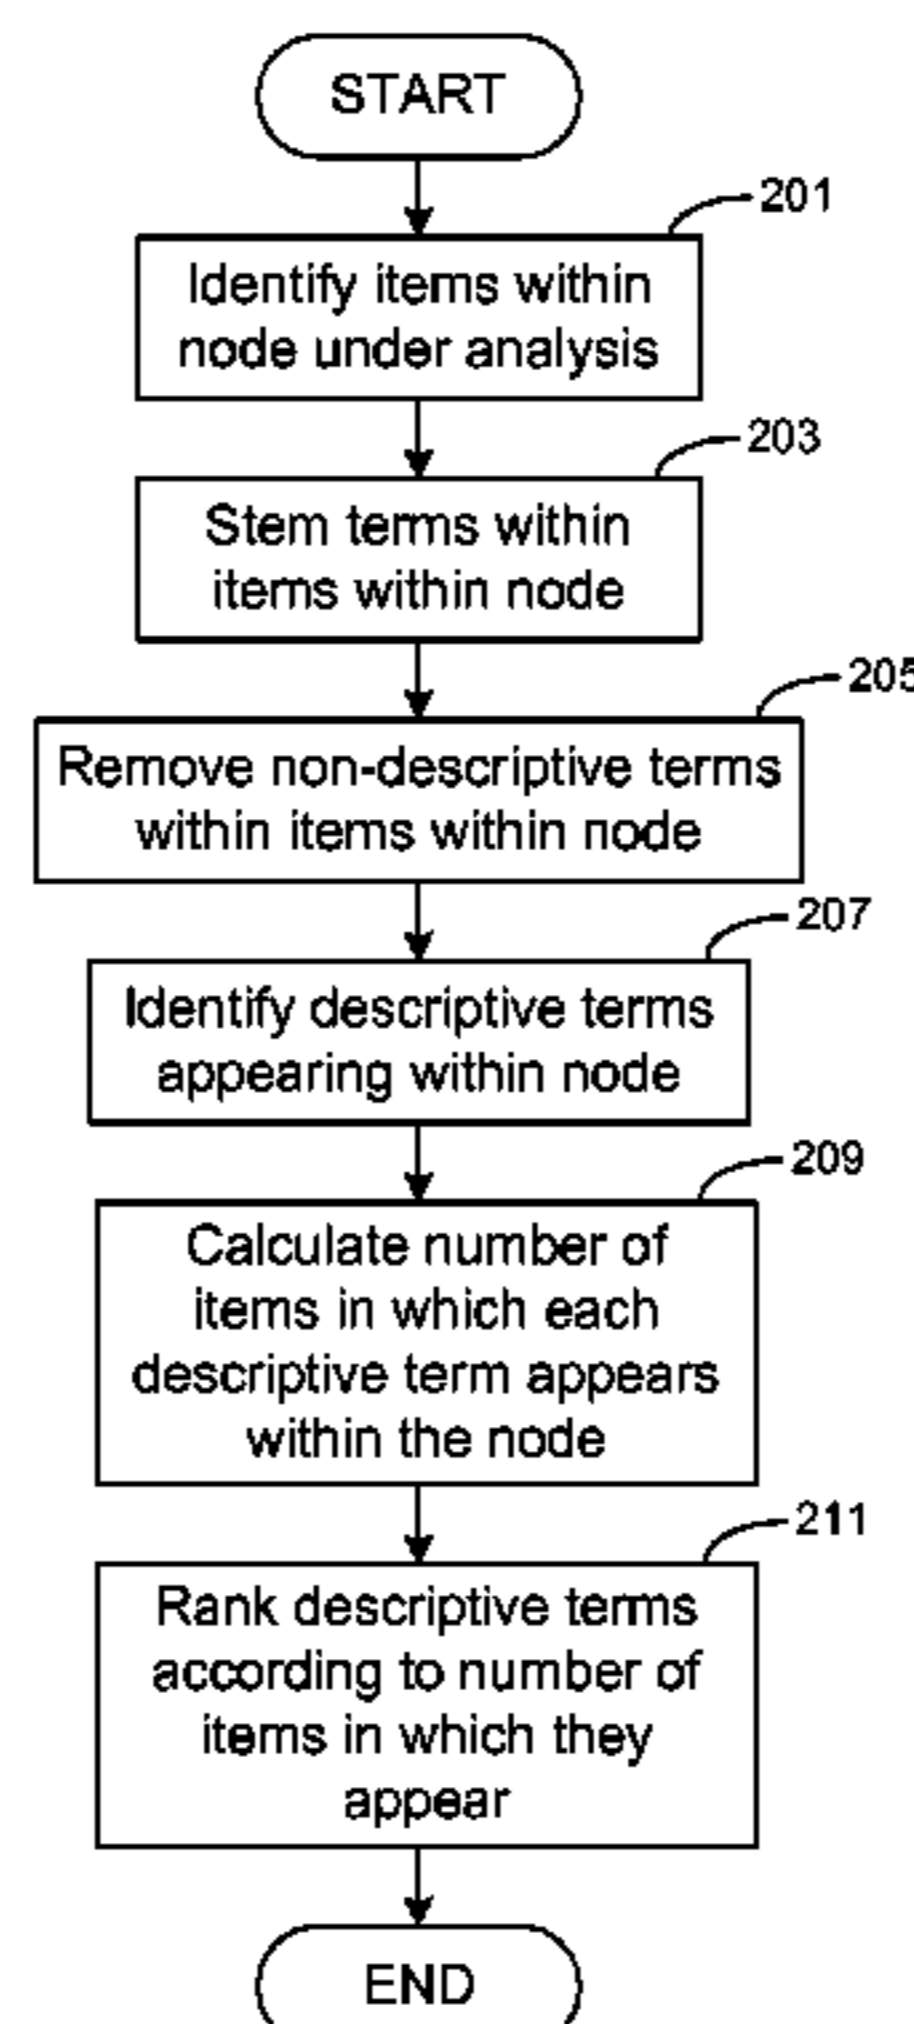 START
201
Identify items within
node under analysis
203
Stem terms within
items within node
205
Remove non-descriptive terms
within items within node
207
Identify descriptive terms
appearing within node
209
Calculate number of
items in which each
descriptive term appears
within the node
211
Rank descriptive terms
according to number of
items in which they
appear
END